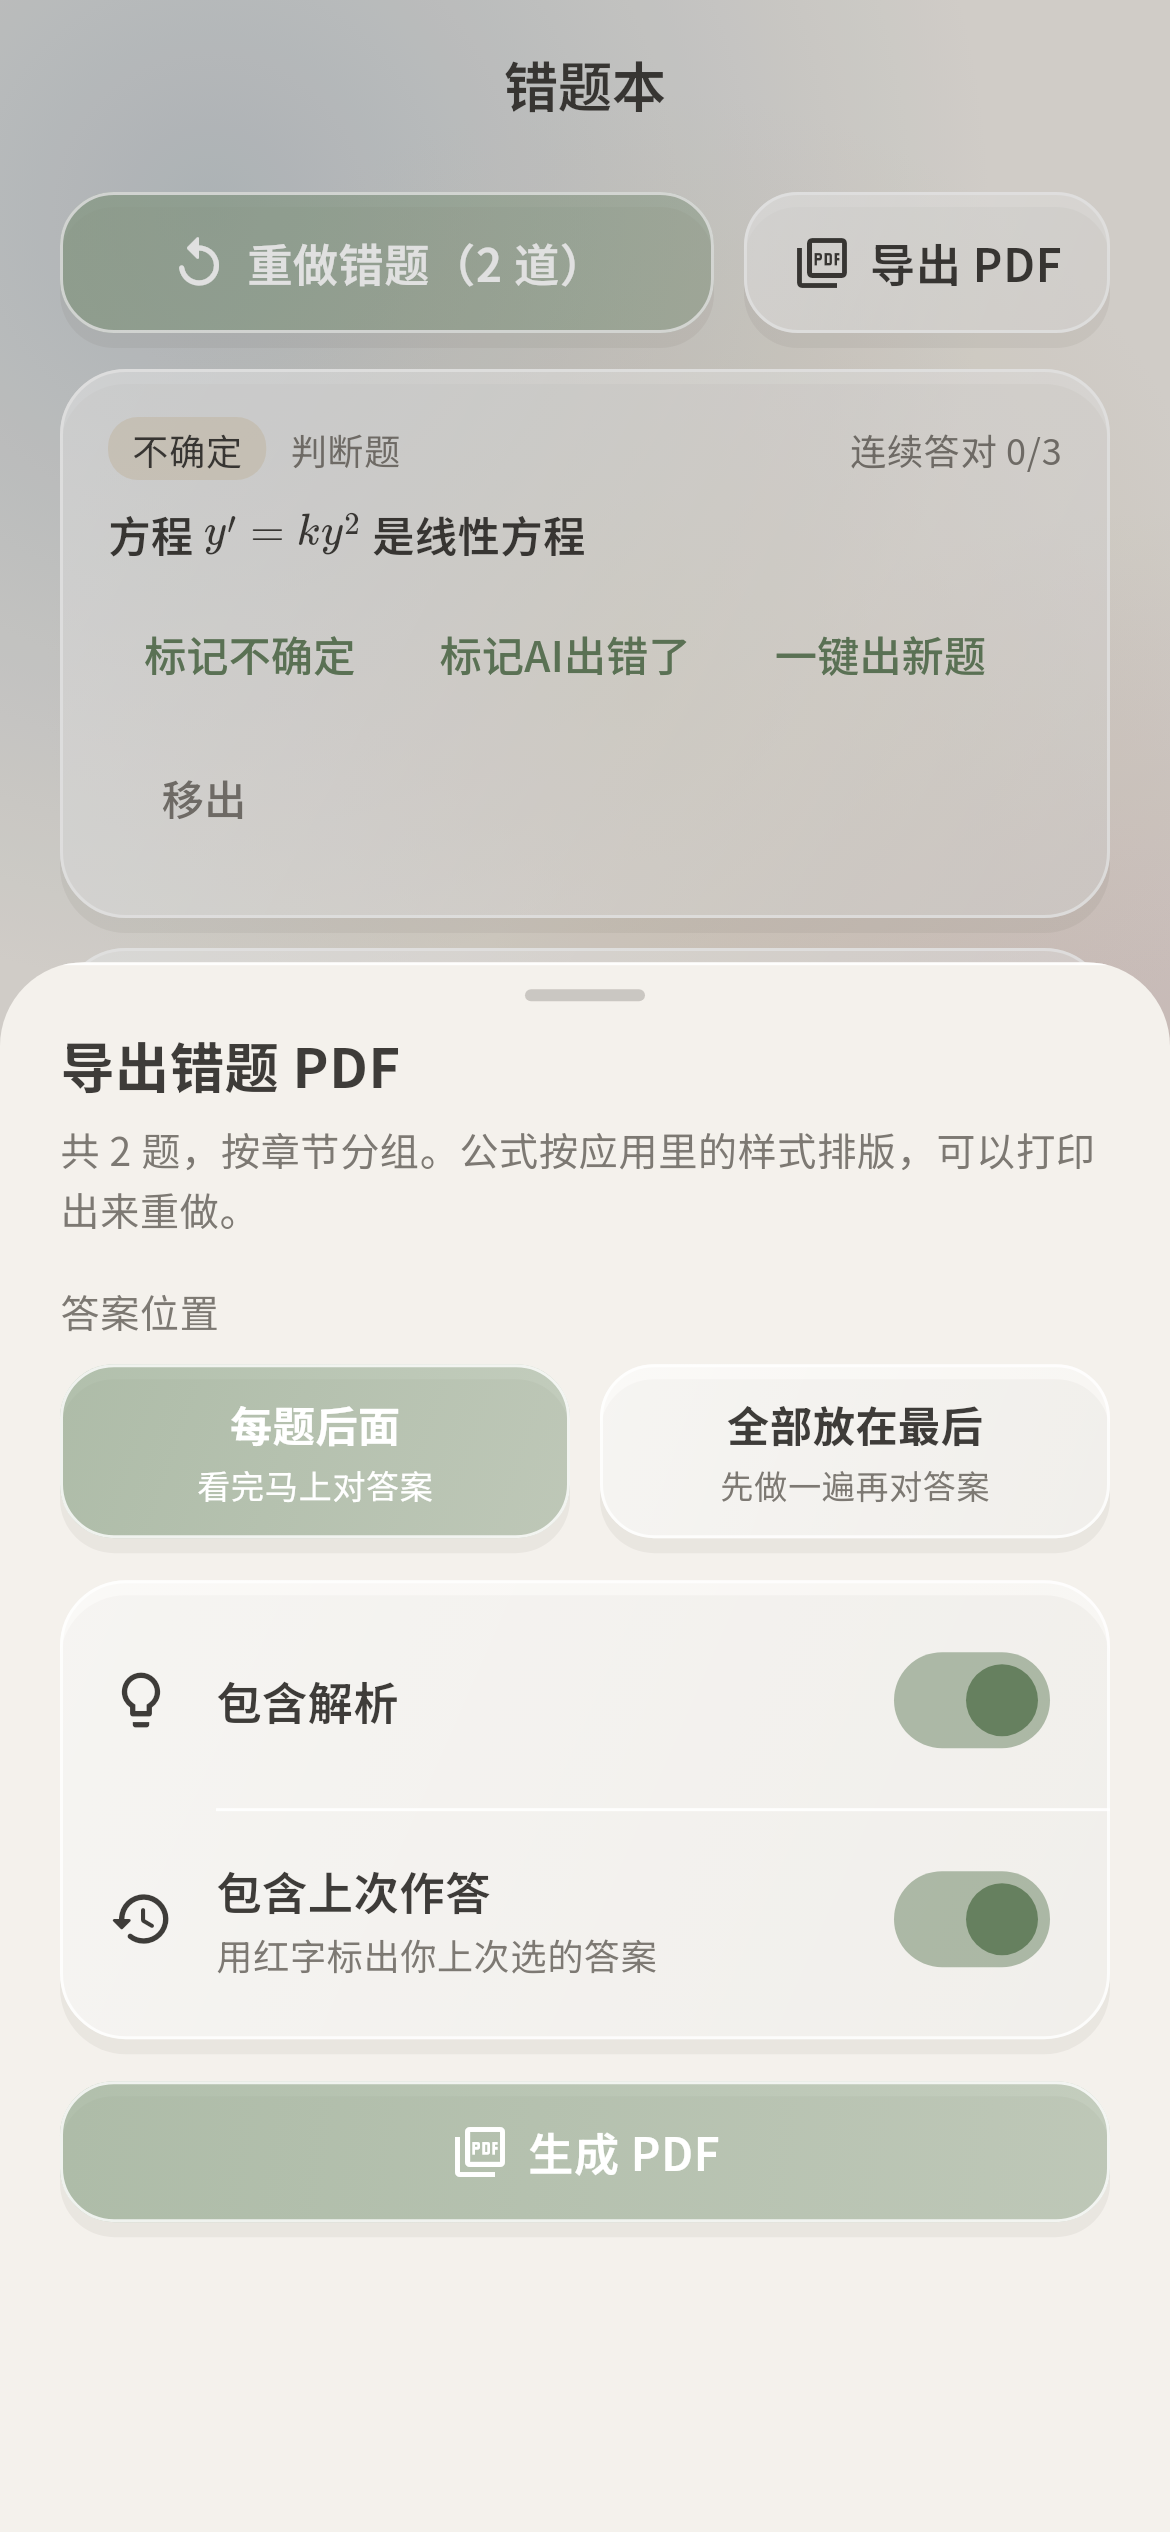 错题本
重做错题（2 道）
PDF 导出 PDF
不确定 判断题 连续答对 0/3
方程 y′ = ky² 是线性方程
标记不确定 标记AI出错了 一键出新题
移出
导出错题 PDF
共 2 题，按章节分组。公式按应用里的样式排版，可以打印
出来重做。
答案位置
每题后面
看完马上对答案
全部放在最后
先做一遍再对答案
包含解析
包含上次作答
用红字标出你上次选的答案
PDF 生成 PDF